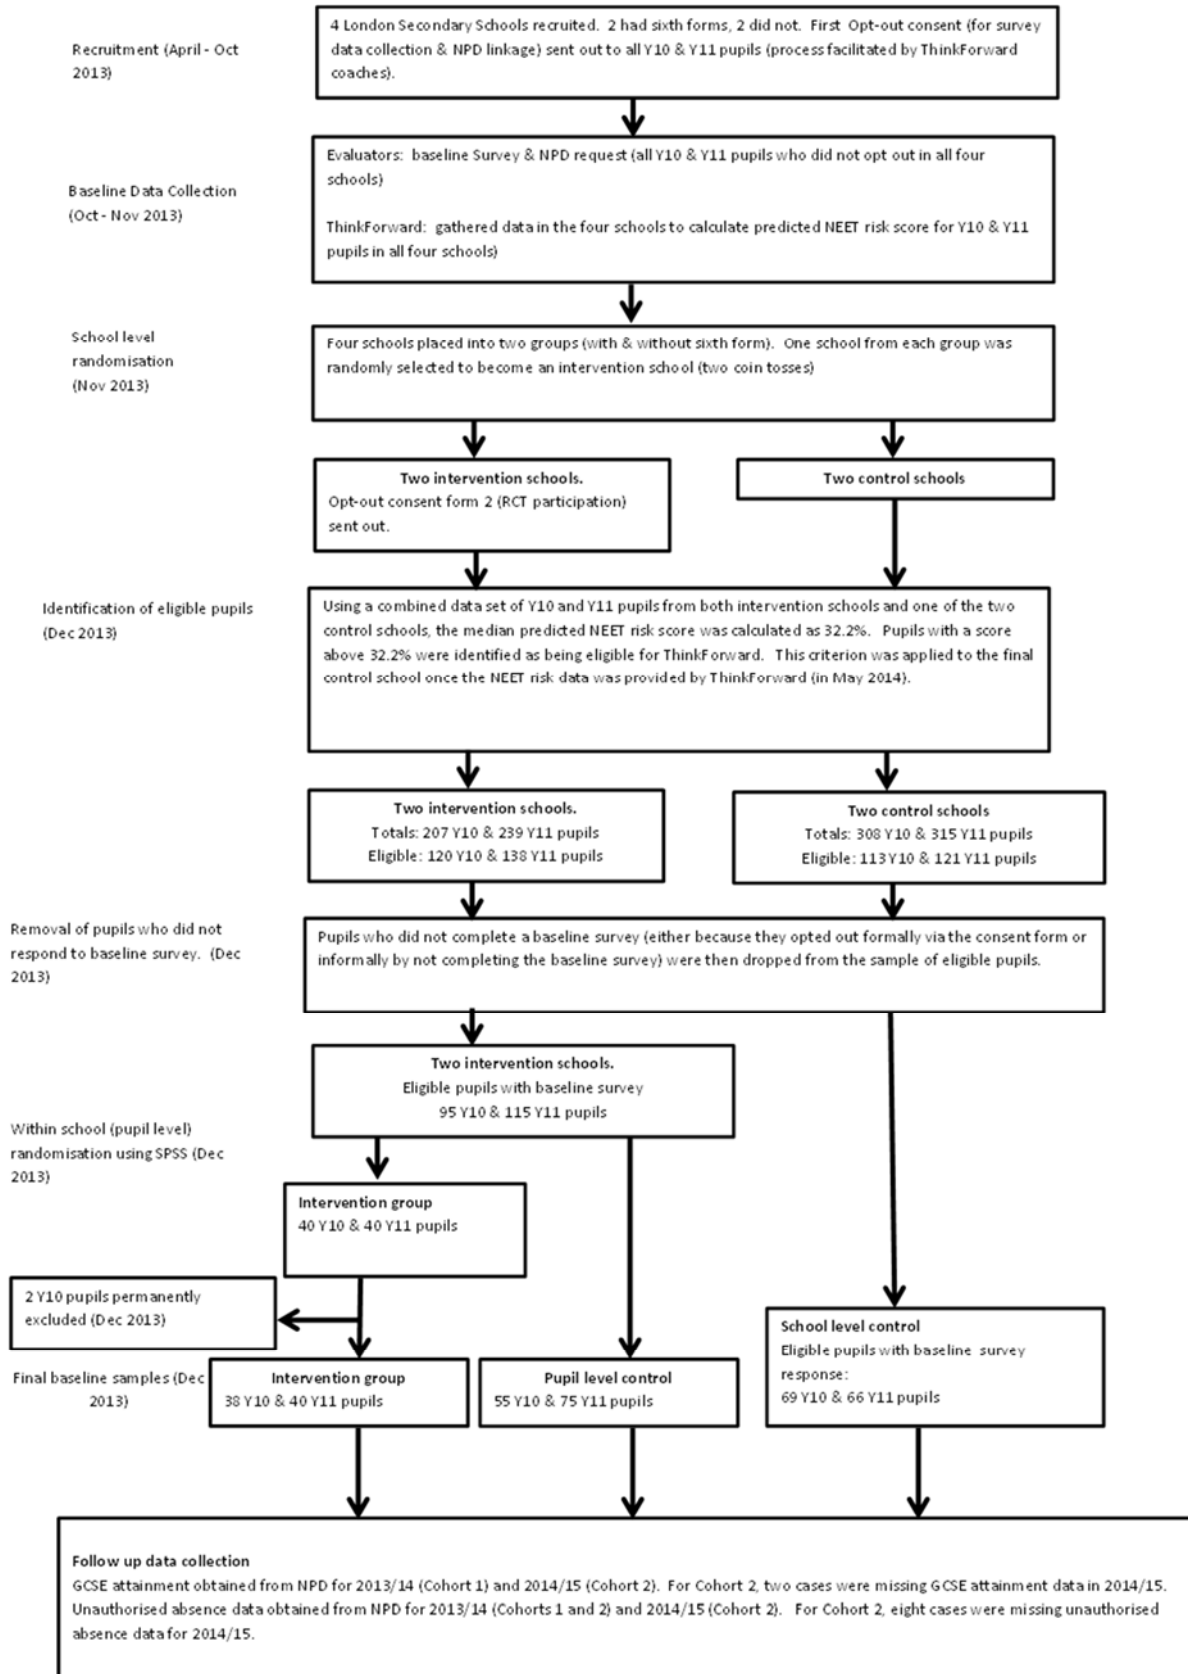 4 London Secondary Schools recruited. 2 had sixth forms, 2 did not. First Opt-out consent (for survey
data collection & NPD linkage) sent out to all Y10 & Y11 pupils (process facilitated by ThinkForward
coaches).
Recruitment (April - Oct
2013)
Evaluators: baseline Survey & NPD request (all Y10 & Y11 pupils who did not opt out in all four
schools)
ThinkForward: gathered data in the four schools to calculate predicted NEET risk score for Y10 & Y11
pupils in all four schools)
Baseline Data Collection
(Oct - Nov 2013)
School level
randomisation
(Nov 2013)
Four schools placed into two groups (with & without sixth form). One school from each group was
randomly selected to become an intervention school (two coin tosses)
Two intervention schools.
Opt-out consent form 2 (RCT participation)
sent out.
Two control schools
Identification of eligible pupils
(Dec 2013)
Using a combined data set of Y10 and Y11 pupils from both intervention schools and one of the two
control schools, the median predicted NEET risk score was calculated as 32.2%. Pupils with a score
above 32.2% were identified as being eligible for ThinkForward. This criterion was applied to the final
control school once the NEET risk data was provided by ThinkForward (in May 2014).
Two intervention schools.
Totals: 207 Y10 & 239 Y11 pupils
Eligible: 120 Y10 & 138 Y11 pupils
Two control schools
Totals: 308 Y10 & 315 Y11 pupils
Eligible: 113 Y10 & 121 Y11 pupils
Removal of pupils who did not
respond to baseline survey. (Dec
2013)
Pupils who did not complete a baseline survey (either because they opted out formally via the consent form or
informally by not completing the baseline survey) were then dropped from the sample of eligible pupils.
Two intervention schools.
Eligible pupils with baseline survey
95 Y10 & 115 Y11 pupils
Within school (pupil level)
randomisation using SPSS (Dec
2013)
Intervention group
40 Y10 & 40 Y11 pupils
2 Y10 pupils permanently
excluded (Dec 2013)
School level control
Eligible pupils with baseline survey
response:
69 Y10 & 66 Y11 pupils
Final baseline samples (Dec
2013)
Intervention group
38 Y10 & 40 Y11 pupils
Pupil level control
55 Y10 & 75 Y11 pupils
Follow up data collection
GCSE attainment obtained from NPD for 2013/14 (Cohort 1) and 2014/15 (Cohort 2). For Cohort 2, two cases were missing GCSE attainment data in 2014/15.
Unauthorised absence data obtained from NPD for 2013/14 (Cohorts 1 and 2) and 2014/15 (Cohort 2). For Cohort 2, eight cases were missing unauthorised
absence data for 2014/15.